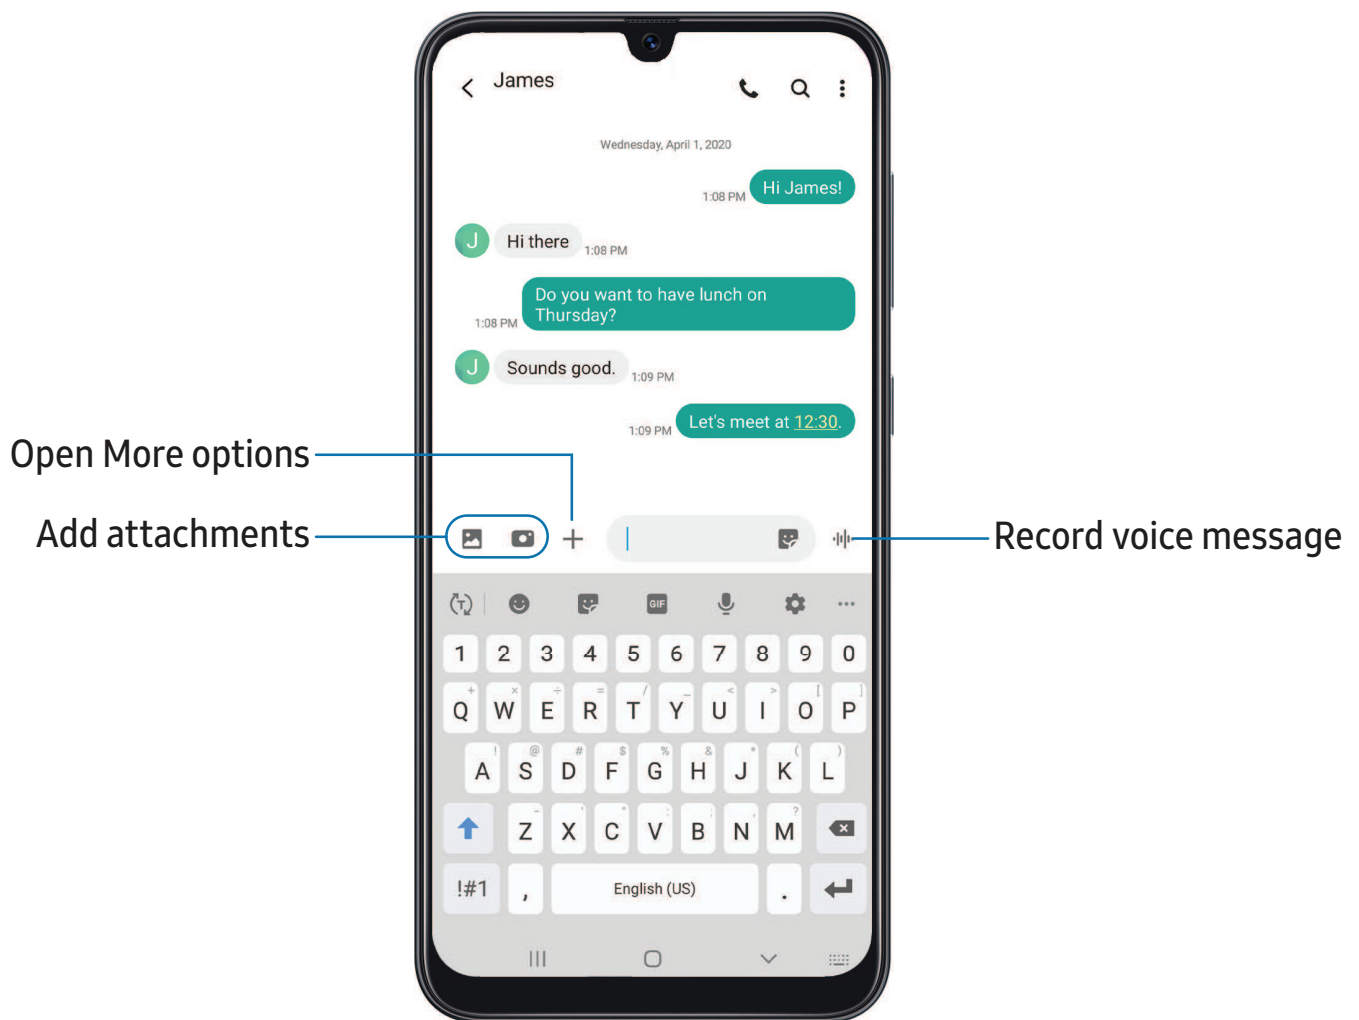 James
Wednesday, April 1, 2020
1:08 PM Hi James!
J Hi there 1:08 PM
Do you want to have lunch on
1:08 PM Thursday?
J Sounds good. 1:09 PM
1:09 PM Let's meet at 12:30.
Open More options
Add attachments
Record voice message
T GIF
1 2 3 4 5 6 7 8 9 0
+ × ÷ = / _ < > [ ]
Q W E R T Y U I O P
! @ # $ % & * ( )
A S D F G H J K L
- ' " : ; , ?
Z X C V B N M
!#1 , English (US) .